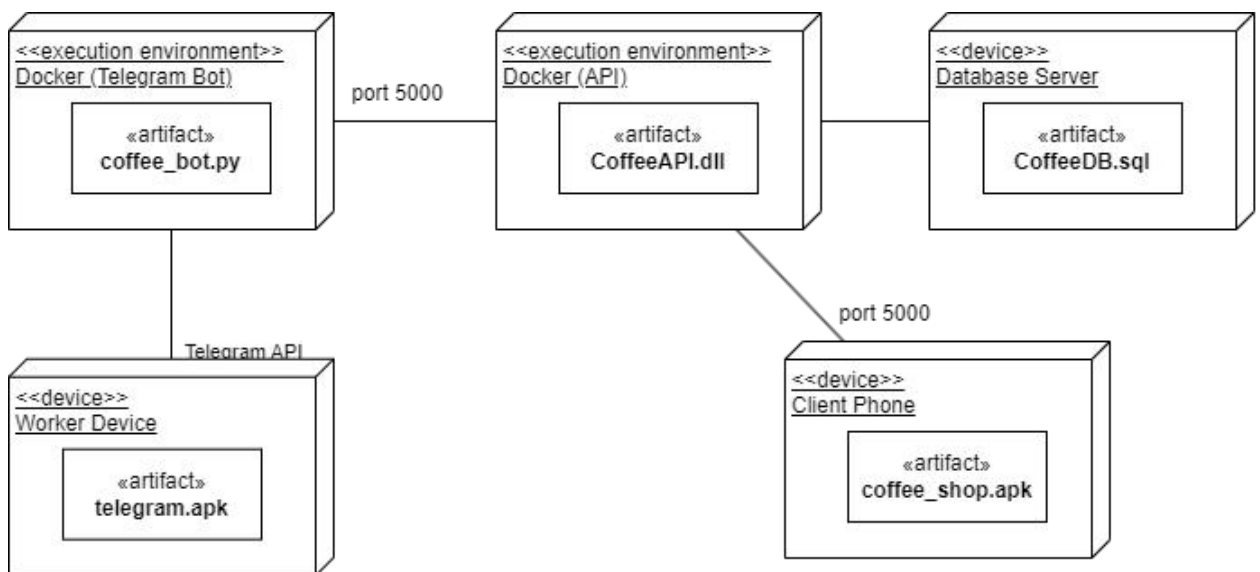 <<execution environment>>
Docker (Telegram Bot)
«artifact»
coffee_bot.py
port 5000
<<execution environment>>
Docker (API)
«artifact»
CoffeeAPI.dll
<<device>>
Database Server
«artifact»
CoffeeDB.sql
Telegram API
<<device>>
Worker Device
«artifact»
telegram.apk
port 5000
<<device>>
Client Phone
«artifact»
coffee_shop.apk